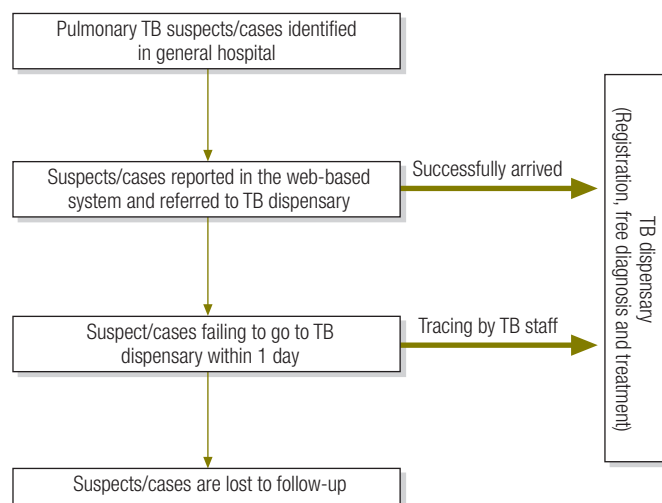 Pulmonary TB suspects/cases identified
in general hospital
Suspects/cases reported in the web-based
system and referred to TB dispensary
Successfully arrived
Suspect/cases failing to go to TB
dispensary within 1 day
Tracing by TB staff
Suspects/cases are lost to follow-up
TB dispensary
(Registration, free diagnosis and treatment)